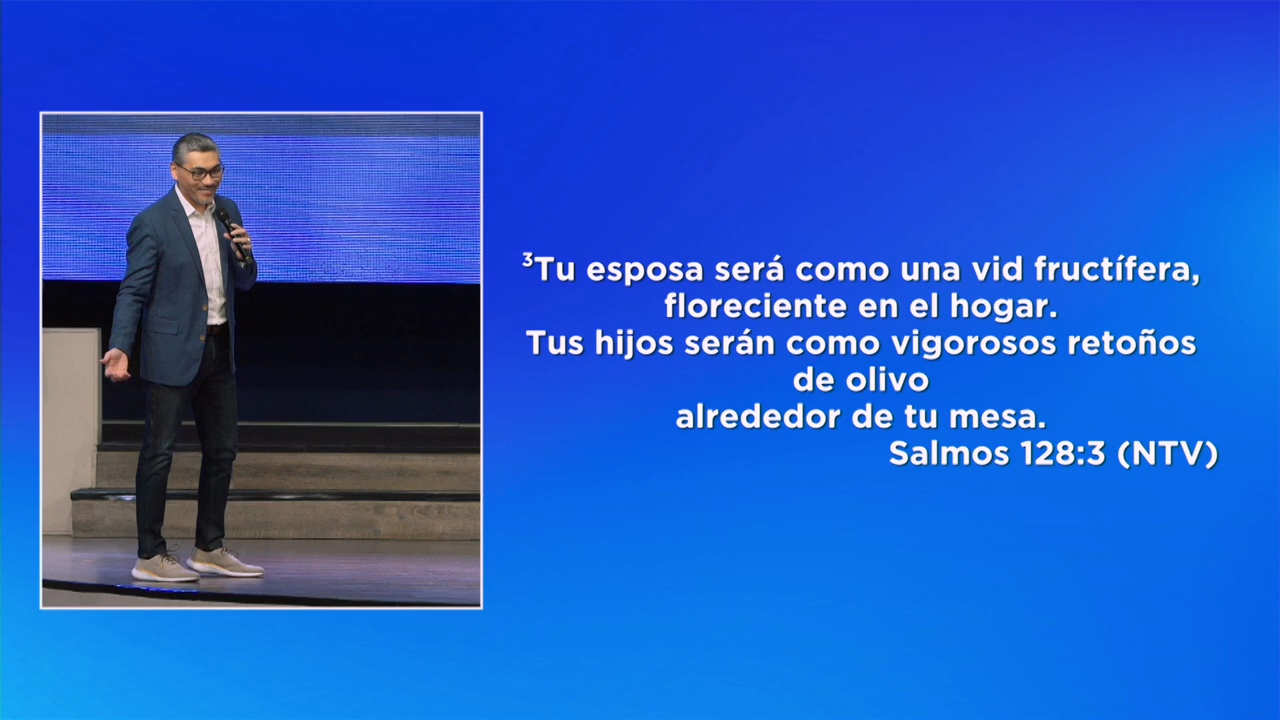 ³Tu esposa será como una vid fructífera,
floreciente en el hogar.
Tus hijos serán como vigorosos retoños
de olivo
alrededor de tu mesa.
Salmos 128:3 (NTV)